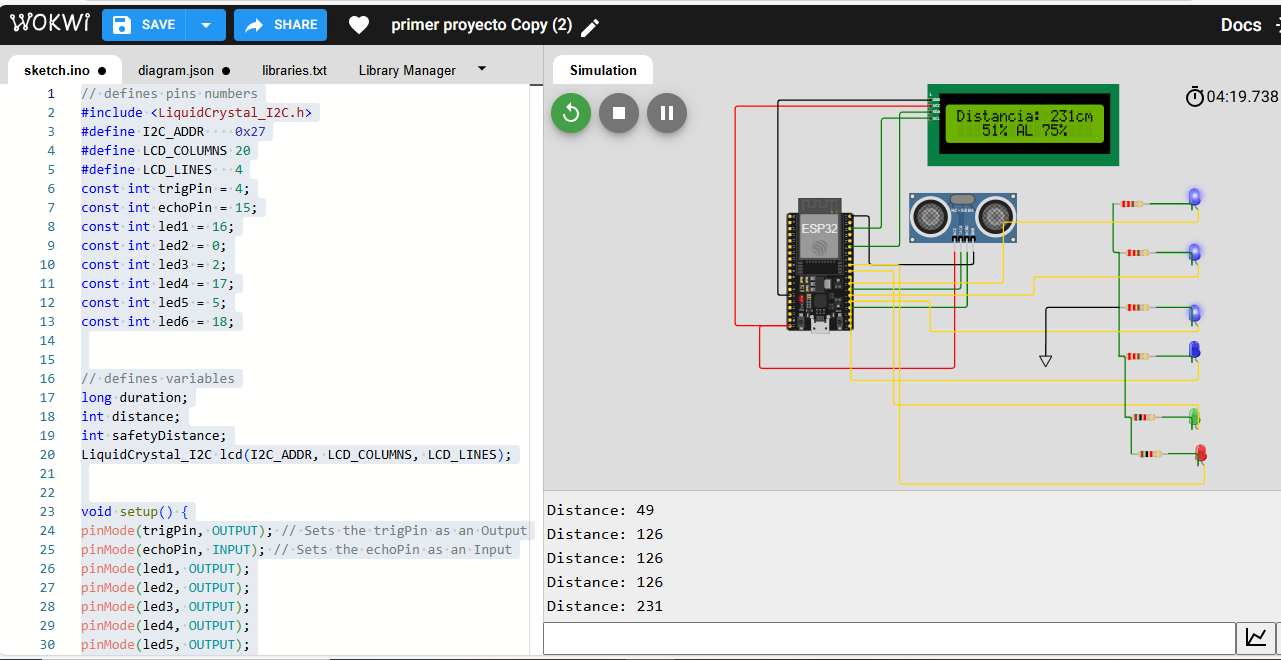 WOKWI SAVE SHARE primer proyecto Copy (2) Docs
sketch.ino diagram.json libraries.txt Library Manager
Simulation
1 // defines pins numbers
2 #include <LiquidCrystal_I2C.h>
3 #define I2C_ADDR    0x27
4 #define LCD_COLUMNS 20
5 #define LCD_LINES   4
6 const int trigPin = 4;
7 const int echoPin = 15;
8 const int led1 = 16;
9 const int led2 = 0;
10 const int led3 = 2;
11 const int led4 = 17;
12 const int led5 = 5;
13 const int led6 = 18;
14
15
16 // defines variables
17 long duration;
18 int distance;
19 int safetyDistance;
20 LiquidCrystal_I2C lcd(I2C_ADDR, LCD_COLUMNS, LCD_LINES);
21
22
23 void setup() {
24 pinMode(trigPin, OUTPUT); // Sets the trigPin as an Output
25 pinMode(echoPin, INPUT); // Sets the echoPin as an Input
26 pinMode(led1, OUTPUT);
27 pinMode(led2, OUTPUT);
28 pinMode(led3, OUTPUT);
29 pinMode(led4, OUTPUT);
30 pinMode(led5, OUTPUT);
04:19.738
Distancia: 231cm
51% AL 75%
ESP32
HC-SR04
Distance: 49
Distance: 126
Distance: 126
Distance: 126
Distance: 231